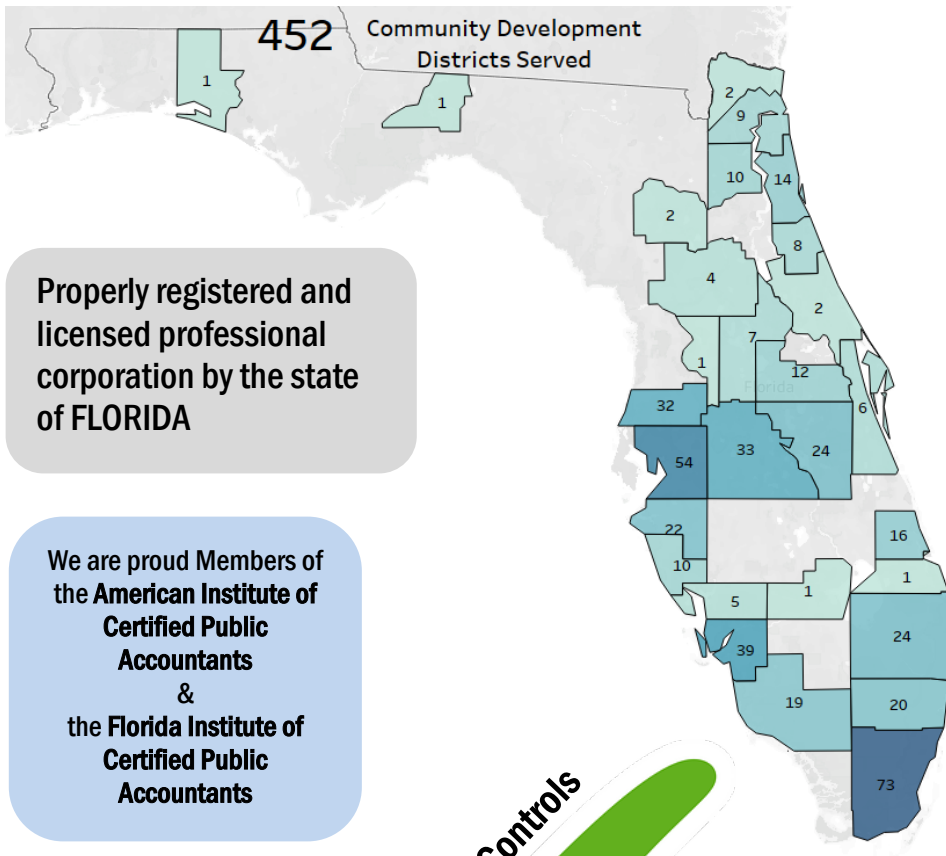 452
Community Development
Districts Served
1
1
2
9
10
14
2
8
4
2
7
1
12
Florida
6
32
33
24
54
22
16
10
1
1
5
24
39
19
20
73
Properly registered and
licensed professional
corporation by the state
of FLORIDA
We are proud Members of
the American Institute of
Certified Public
Accountants
&
the Florida Institute of
Certified Public
Accountants
Controls